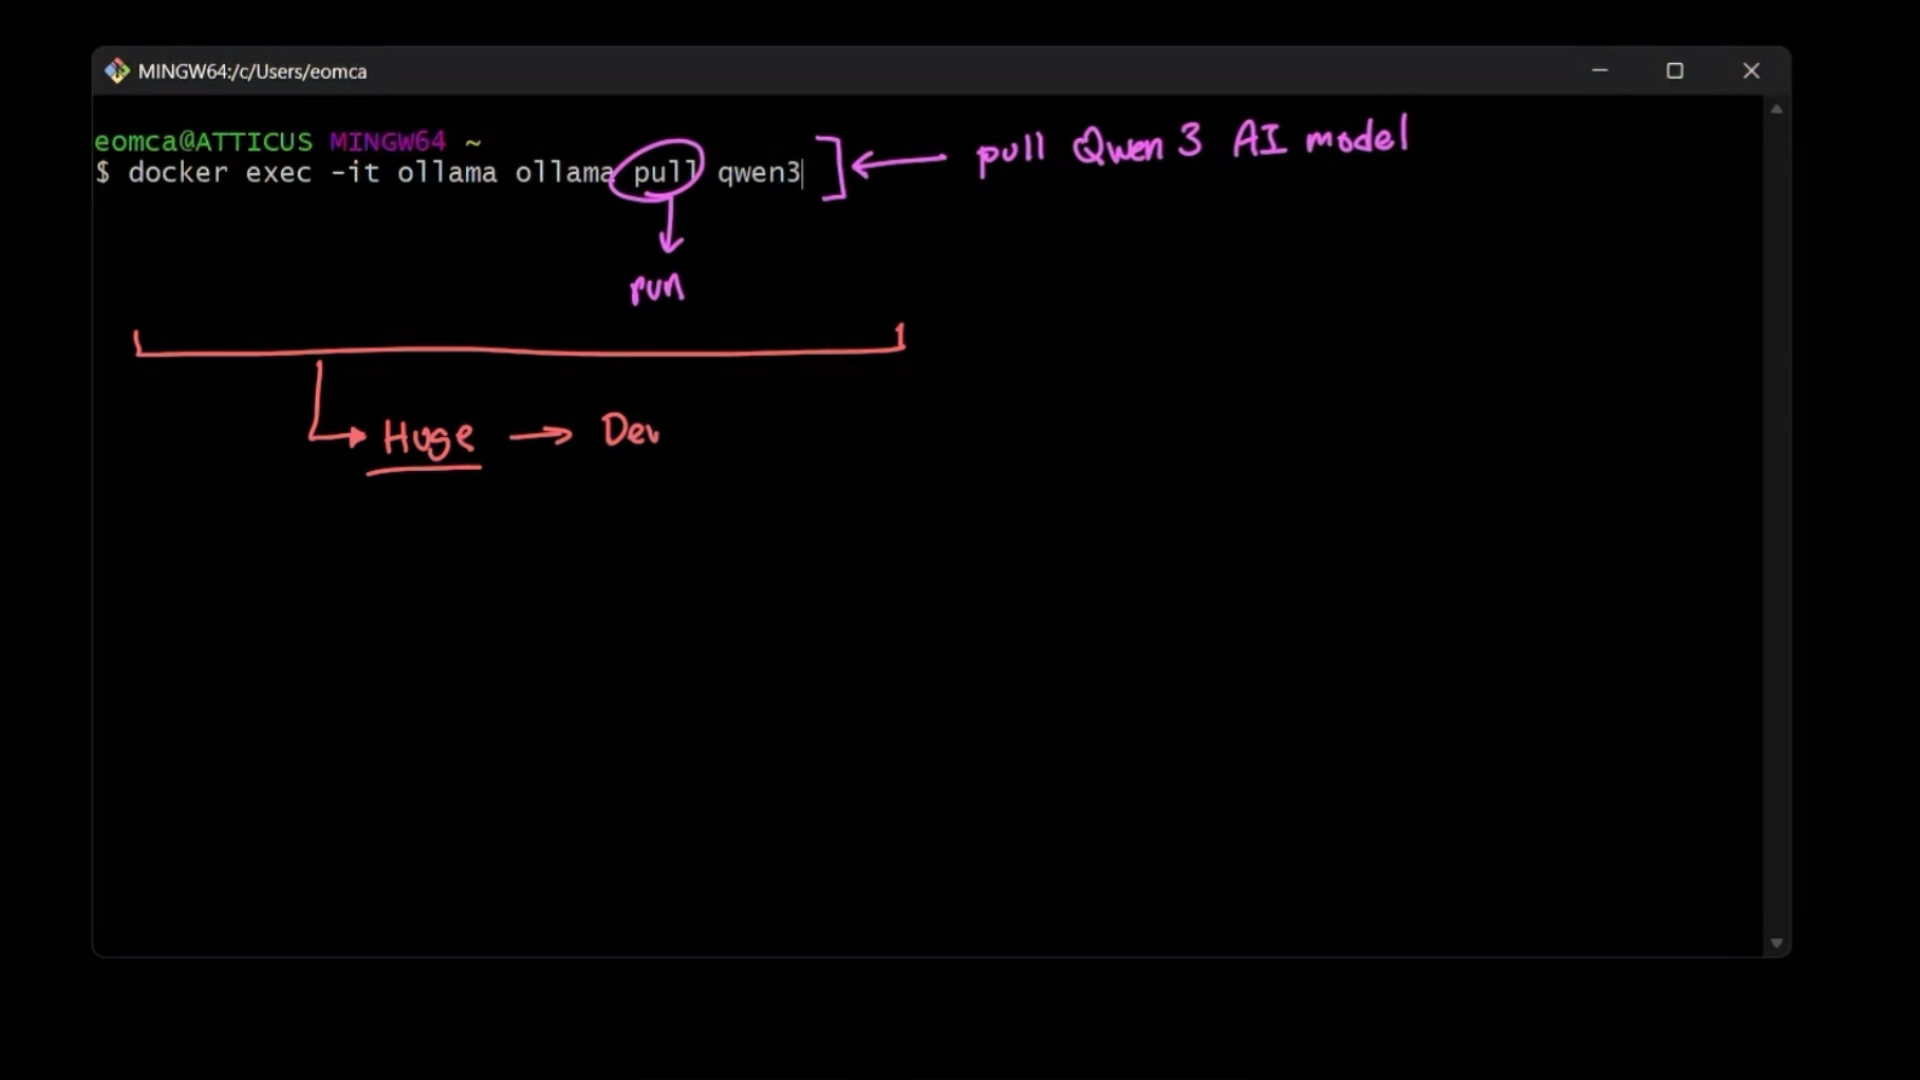 MINGW64:/c/Users/eomca
eomca@ATTICUS MINGW64 ~
$ docker exec -it ollama ollama pull qwen3
pull Qwen 3 AI model
run
Huge → Dev